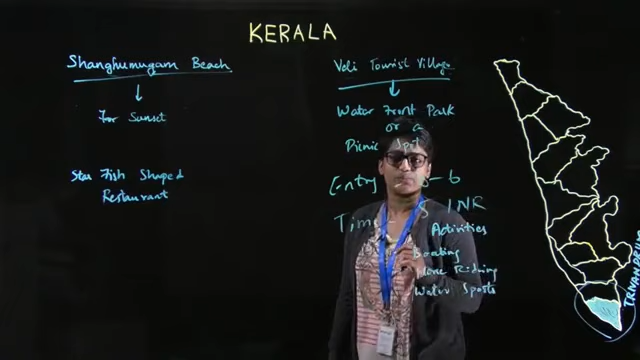 KERALA
Shanghumugam Beach
For Sunset
Star Fish Shaped
Restaurant
Veli Tourist Village
Water Front Park
or a
Picnic Spot
Entry
INR
Activities
Boating
Horse Riding
Water Sports